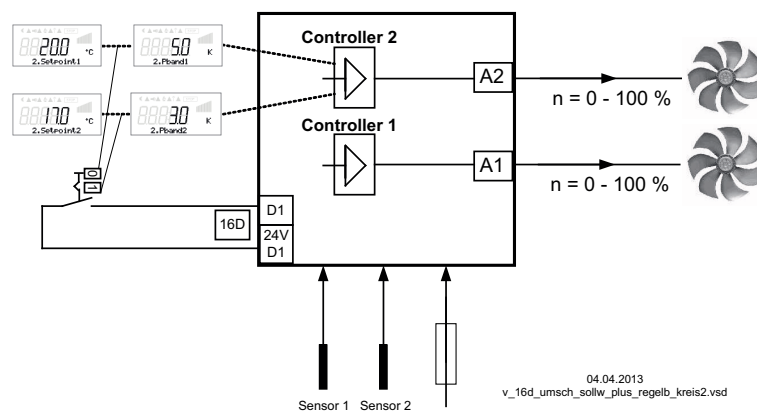 Controller 2
20.0 °C
2.Setpoint1
5.0 K
2.Pband1
A2
n = 0 - 100 %
17.0 °C
2.Setpoint2
3.0 K
2.Pband2
Controller 1
A1
n = 0 - 100 %
0
1
16D
D1
24V
D1
Sensor 1
Sensor 2
04.04.2013
v_16d_umsch_sollw_plus_regelb_kreis2.vsd